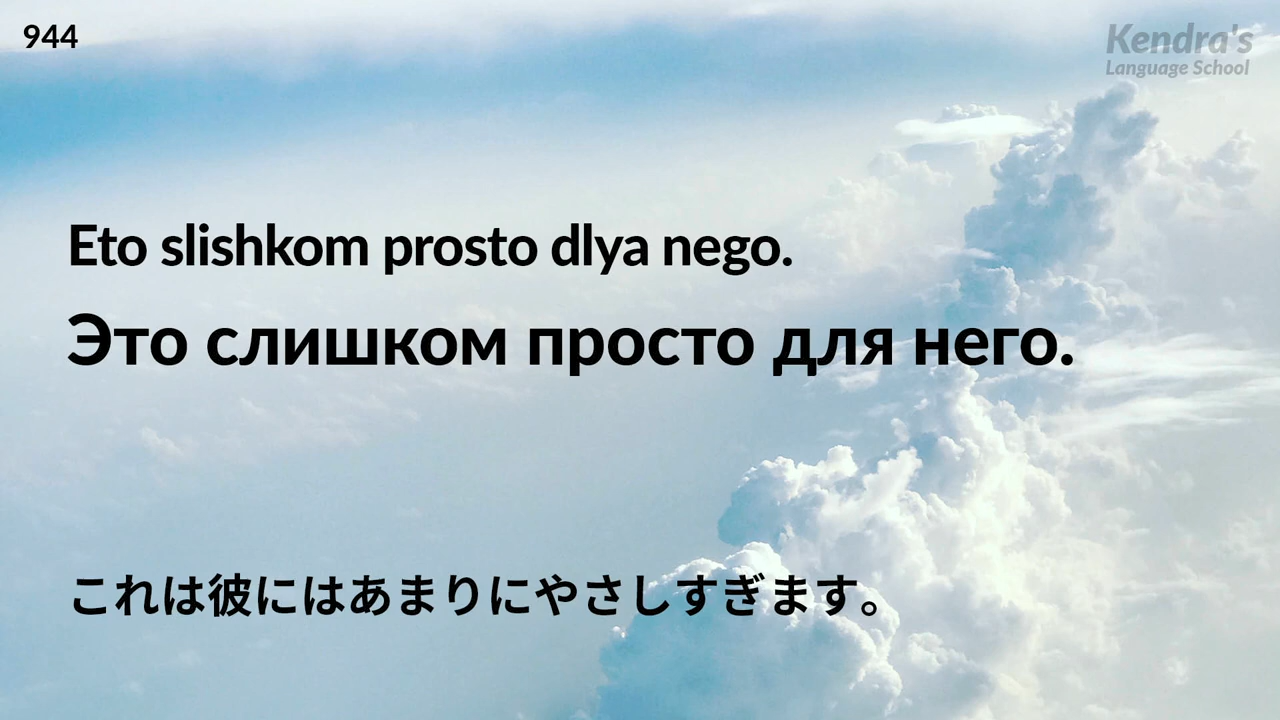 944
Kendra's
Language School
Eto slishkom prosto dlya nego.
Это слишком просто для него.
これは彼にはあまりにやさしすぎます。